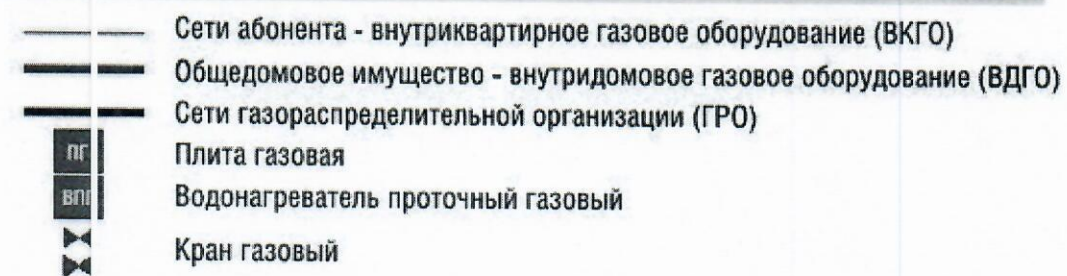 Сети абонента - внутриквартирное газовое оборудование (ВКГО)
Общедомовое имущество - внутридомовое газовое оборудование (ВДГО)
Сети газораспределительной организации (ГРО)
ПГ Плита газовая
ВПГ Водонагреватель проточный газовый
Кран газовый